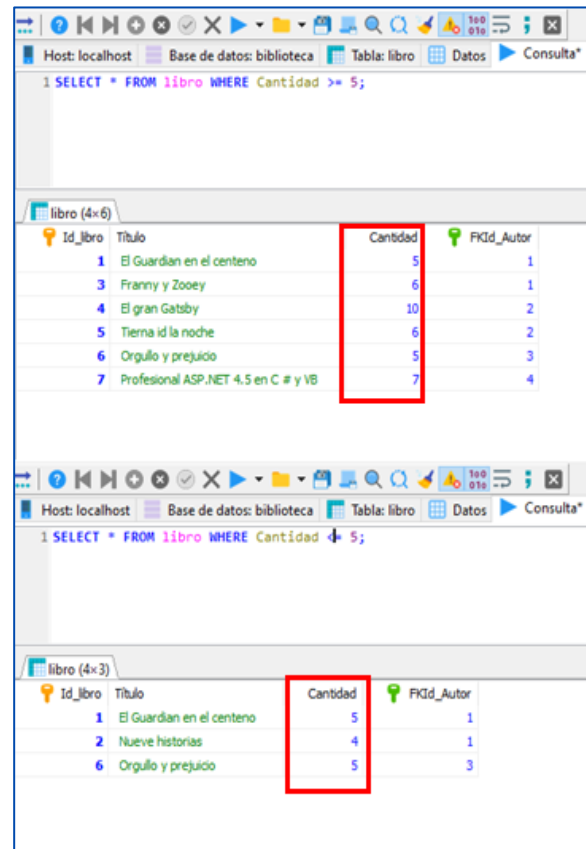 Host: localhost Base de datos: biblioteca Tabla: libro Datos Consulta*
1 SELECT * FROM libro WHERE Cantidad >= 5;
libro (4×6)
Id_libro Título Cantidad FKId_Autor
1 El Guardian en el centeno 5 1
3 Franny y Zooey 6 1
4 El gran Gatsby 10 2
5 Tierna id la noche 6 2
6 Orgullo y prejuicio 5 3
7 Profesional ASP.NET 4.5 en C # y VB 7 4
Host: localhost Base de datos: biblioteca Tabla: libro Datos Consulta*
1 SELECT * FROM libro WHERE Cantidad <= 5;
libro (4×3)
Id_libro Título Cantidad FKId_Autor
1 El Guardian en el centeno 5 1
2 Nueve historias 4 1
6 Orgullo y prejuicio 5 3